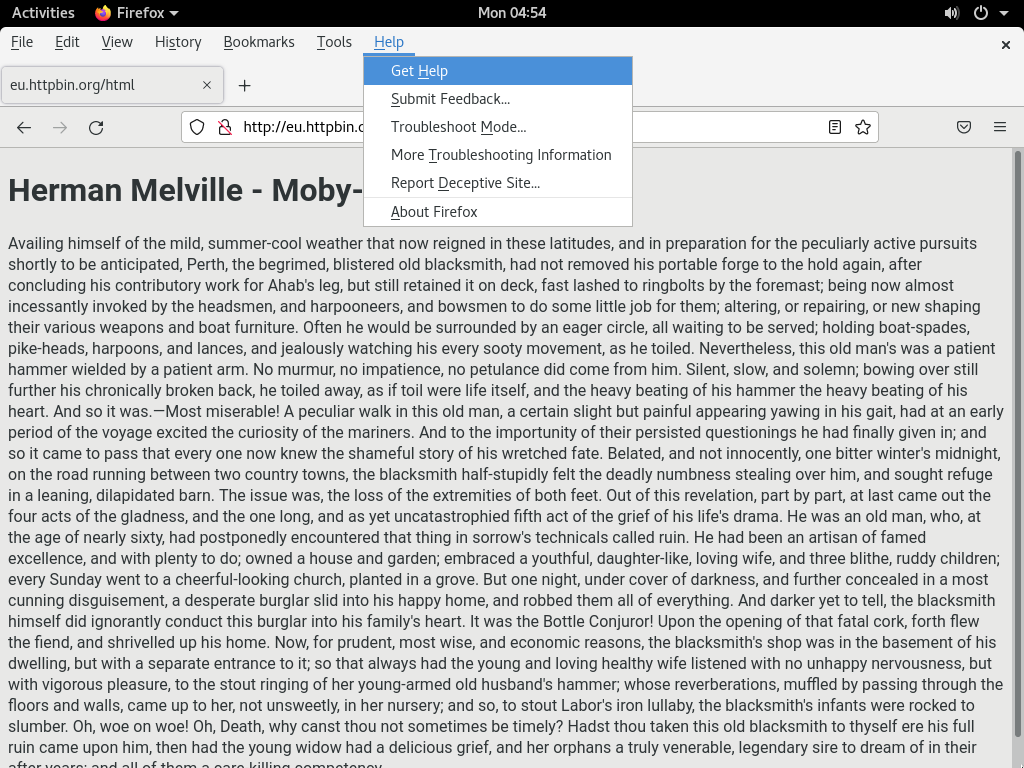 Activities Firefox Mon 04:54
File Edit View History Bookmarks Tools Help
eu.httpbin.org/html
Get Help
Submit Feedback...
Troubleshoot Mode...
More Troubleshooting Information
Report Deceptive Site...
About Firefox
http://eu.httpbin.o
Herman Melville - Moby-
Availing himself of the mild, summer-cool weather that now reigned in these latitudes, and in preparation for the peculiarly active pursuits
shortly to be anticipated, Perth, the begrimed, blistered old blacksmith, had not removed his portable forge to the hold again, after
concluding his contributory work for Ahab's leg, but still retained it on deck, fast lashed to ringbolts by the foremast; being now almost
incessantly invoked by the headsmen, and harpooneers, and bowsmen to do some little job for them; altering, or repairing, or new shaping
their various weapons and boat furniture. Often he would be surrounded by an eager circle, all waiting to be served; holding boat-spades,
pike-heads, harpoons, and lances, and jealously watching his every sooty movement, as he toiled. Nevertheless, this old man's was a patient
hammer wielded by a patient arm. No murmur, no impatience, no petulance did come from him. Silent, slow, and solemn; bowing over still
further his chronically broken back, he toiled away, as if toil were life itself, and the heavy beating of his hammer the heavy beating of his
heart. And so it was.—Most miserable! A peculiar walk in this old man, a certain slight but painful appearing yawing in his gait, had at an early
period of the voyage excited the curiosity of the mariners. And to the importunity of their persisted questionings he had finally given in; and
so it came to pass that every one now knew the shameful story of his wretched fate. Belated, and not innocently, one bitter winter's midnight,
on the road running between two country towns, the blacksmith half-stupidly felt the deadly numbness stealing over him, and sought refuge
in a leaning, dilapidated barn. The issue was, the loss of the extremities of both feet. Out of this revelation, part by part, at last came out the
four acts of the gladness, and the one long, and as yet uncatastrophied fifth act of the grief of his life's drama. He was an old man, who, at
the age of nearly sixty, had postponedly encountered that thing in sorrow's technicals called ruin. He had been an artisan of famed
excellence, and with plenty to do; owned a house and garden; embraced a youthful, daughter-like, loving wife, and three blithe, ruddy children;
every Sunday went to a cheerful-looking church, planted in a grove. But one night, under cover of darkness, and further concealed in a most
cunning disguisement, a desperate burglar slid into his happy home, and robbed them all of everything. And darker yet to tell, the blacksmith
himself did ignorantly conduct this burglar into his family's heart. It was the Bottle Conjuror! Upon the opening of that fatal cork, forth flew
the fiend, and shrivelled up his home. Now, for prudent, most wise, and economic reasons, the blacksmith's shop was in the basement of his
dwelling, but with a separate entrance to it; so that always had the young and loving healthy wife listened with no unhappy nervousness, but
with vigorous pleasure, to the stout ringing of her young-armed old husband's hammer; whose reverberations, muffled by passing through the
floors and walls, came up to her, not unsweetly, in her nursery; and so, to stout Labor's iron lullaby, the blacksmith's infants were rocked to
slumber. Oh, woe on woe! Oh, Death, why canst thou not sometimes be timely? Hadst thou taken this old blacksmith to thyself ere his full
ruin came upon him, then had the young widow had a delicious grief, and her orphans a truly venerable, legendary sire to dream of in their
after years; and all of them a care-killing competency.